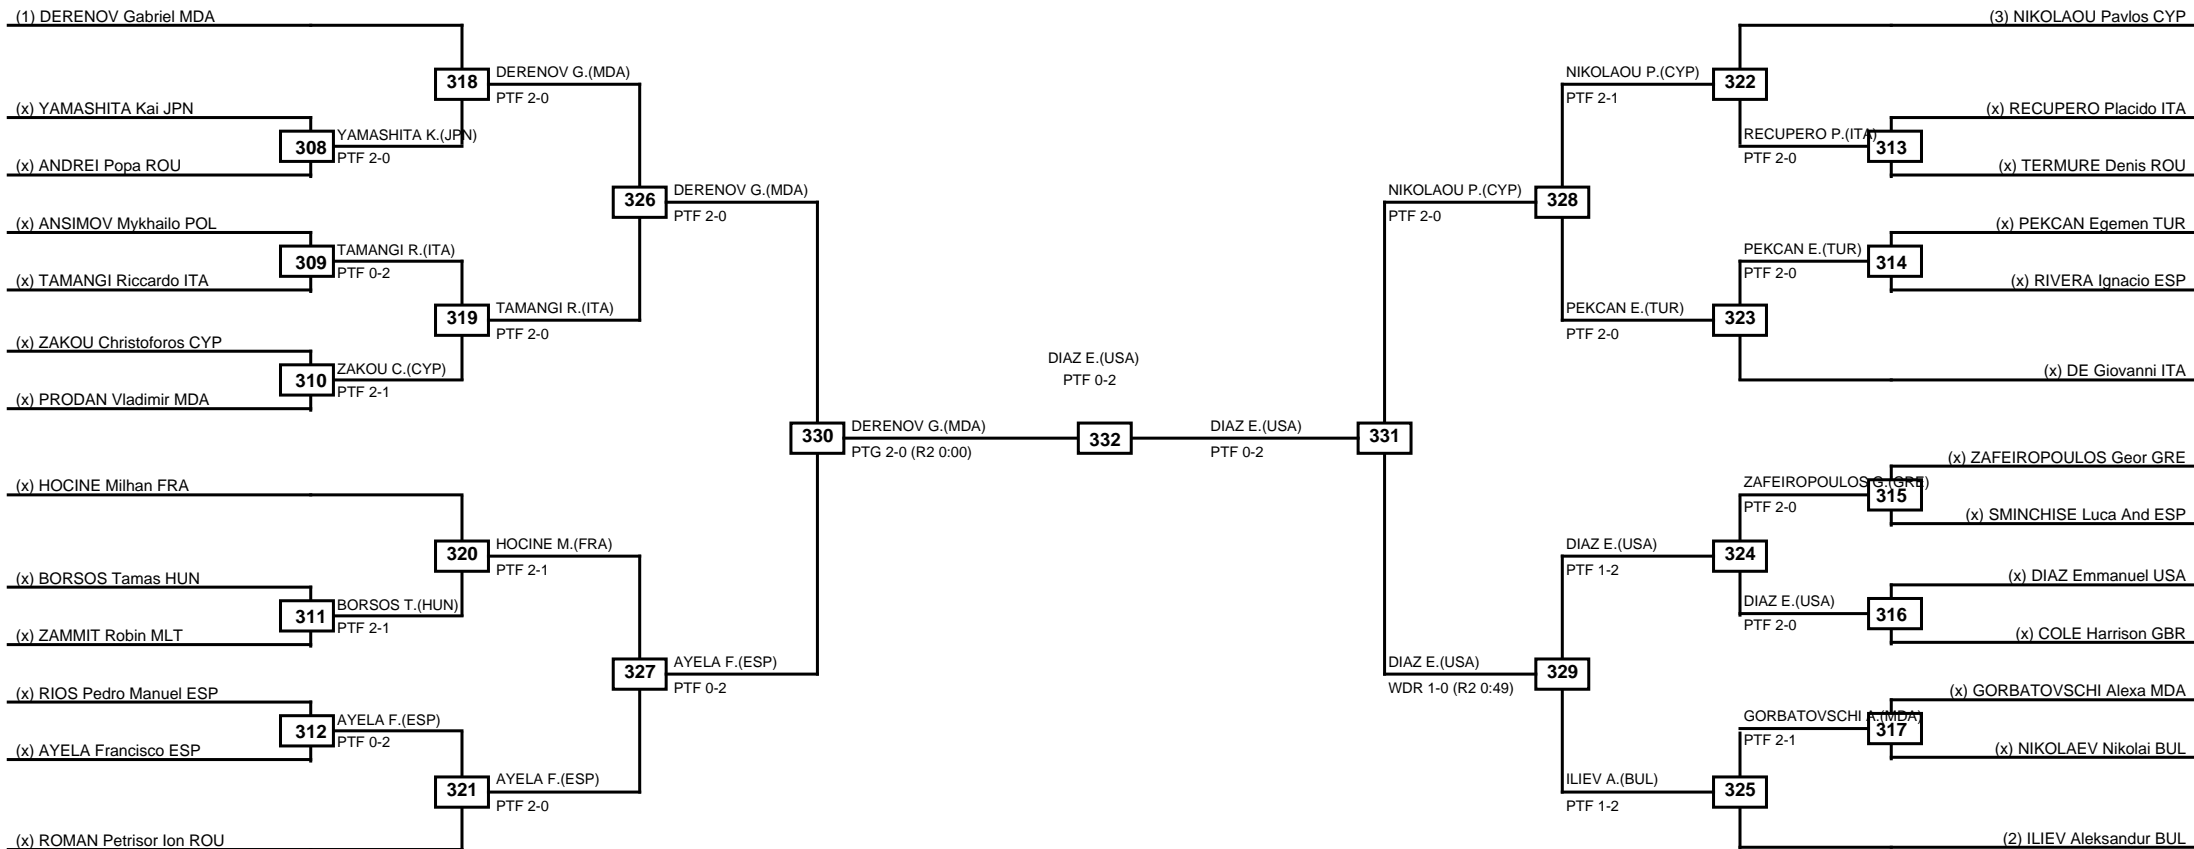 (1) DERENOV Gabriel MDA
318
DERENOV G.(MDA)
PTF 2-0
(x) YAMASHITA Kai JPN
308
YAMASHITA K.(JPN)
PTF 2-0
(x) ANDREI Popa ROU
326
DERENOV G.(MDA)
PTF 2-0
(x) ANSIMOV Mykhailo POL
309
TAMANGI R.(ITA)
PTF 0-2
(x) TAMANGI Riccardo ITA
319
TAMANGI R.(ITA)
PTF 2-0
(x) ZAKOU Christoforos CYP
310
ZAKOU C.(CYP)
PTF 2-1
(x) PRODAN Vladimir MDA
330
DERENOV G.(MDA)
PTG 2-0 (R2 0:00)
(x) HOCINE Milhan FRA
320
HOCINE M.(FRA)
PTF 2-1
(x) BORSOS Tamas HUN
311
BORSOS T.(HUN)
PTF 2-1
(x) ZAMMIT Robin MLT
327
AYELA F.(ESP)
PTF 0-2
(x) RIOS Pedro Manuel ESP
312
AYELA F.(ESP)
PTF 0-2
(x) AYELA Francisco ESP
321
AYELA F.(ESP)
PTF 2-0
(x) ROMAN Petrisor Ion ROU
DIAZ E.(USA)
PTF 0-2
332
DIAZ E.(USA)
PTF 0-2
331
(3) NIKOLAOU Pavlos CYP
NIKOLAOU P.(CYP)
PTF 2-1
322
(x) RECUPERO Placido ITA
RECUPERO P.(ITA)
PTF 2-0
313
(x) TERMURE Denis ROU
NIKOLAOU P.(CYP)
PTF 2-0
328
(x) PEKCAN Egemen TUR
PEKCAN E.(TUR)
PTF 2-0
314
(x) RIVERA Ignacio ESP
PEKCAN E.(TUR)
PTF 2-0
323
(x) DE Giovanni ITA
(x) ZAFEIROPOULOS Geor GRE
ZAFEIROPOULOS G.(GRE)
PTF 2-0
315
(x) SMINCHISE Luca And ESP
DIAZ E.(USA)
PTF 1-2
324
(x) DIAZ Emmanuel USA
DIAZ E.(USA)
PTF 2-0
316
(x) COLE Harrison GBR
DIAZ E.(USA)
WDR 1-0 (R2 0:49)
329
(x) GORBATOVSCHI Alexa MDA
GORBATOVSCHI A.(MDA)
PTF 2-1
317
(x) NIKOLAEV Nikolai BUL
ILIEV A.(BUL)
PTF 1-2
325
(2) ILIEV Aleksandur BUL